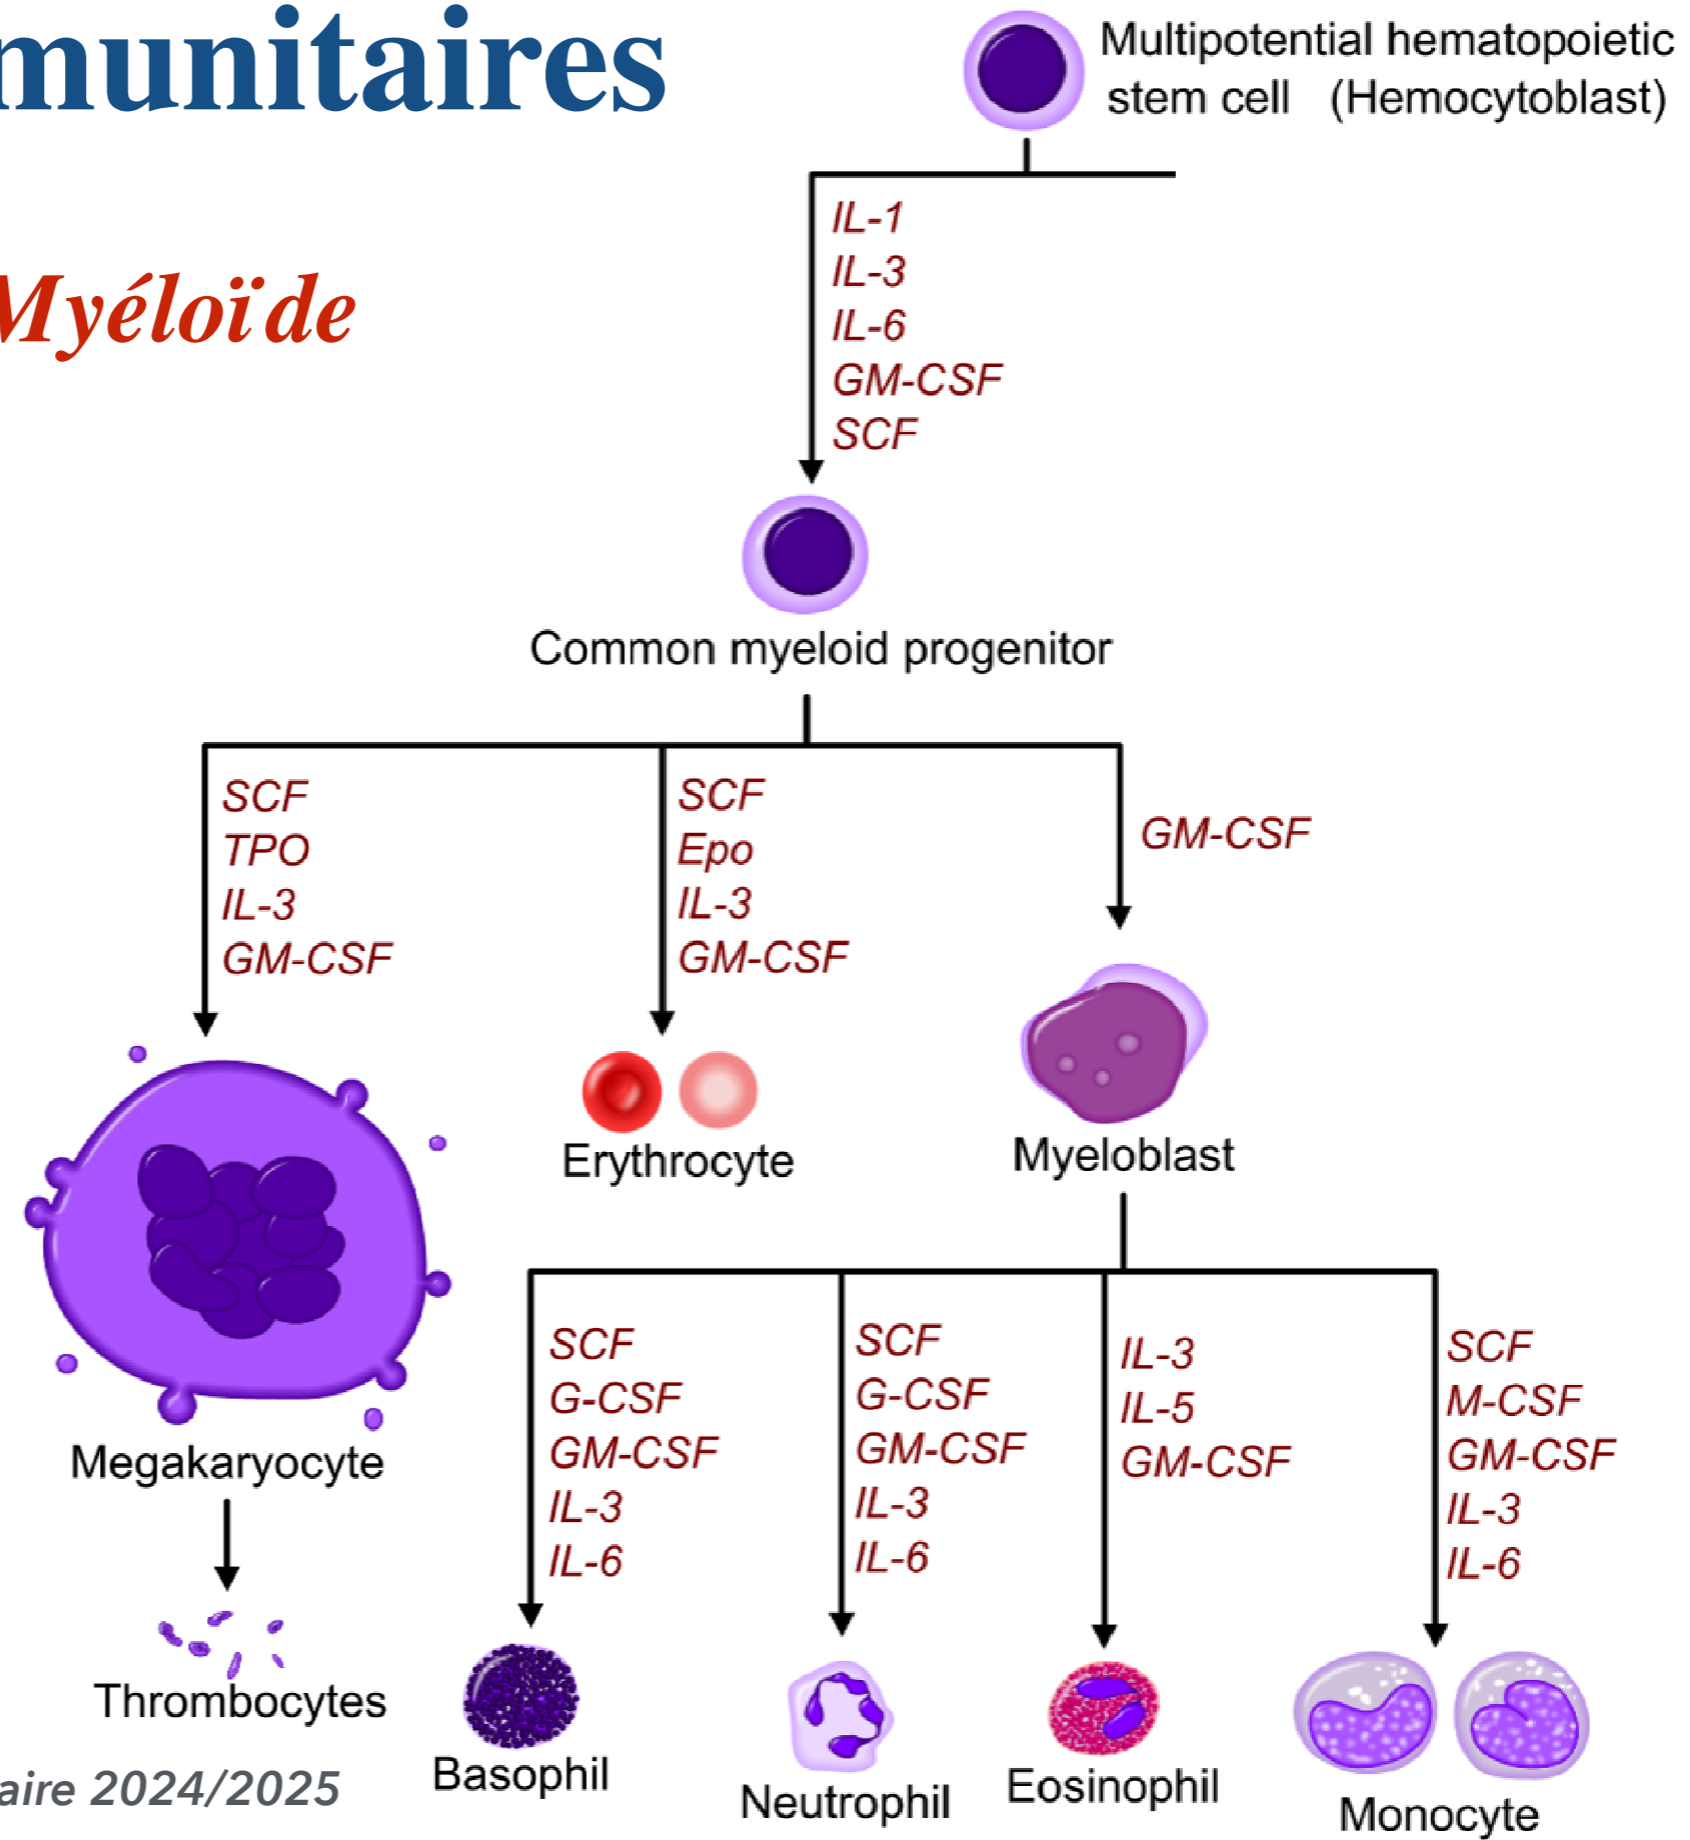 munitaires
Multipotential hematopoietic
stem cell (Hemocytoblast)
Myéloïde
IL-1
IL-3
IL-6
GM-CSF
SCF
Common myeloid progenitor
SCF
TPO
IL-3
GM-CSF
SCF
Epo
IL-3
GM-CSF
GM-CSF
Megakaryocyte
Erythrocyte
Myeloblast
Thrombocytes
SCF
G-CSF
GM-CSF
IL-3
IL-6
SCF
G-CSF
GM-CSF
IL-3
IL-6
IL-3
IL-5
GM-CSF
SCF
M-CSF
GM-CSF
IL-3
IL-6
Basophil
Neutrophil
Eosinophil
Monocyte
aire 2024/2025